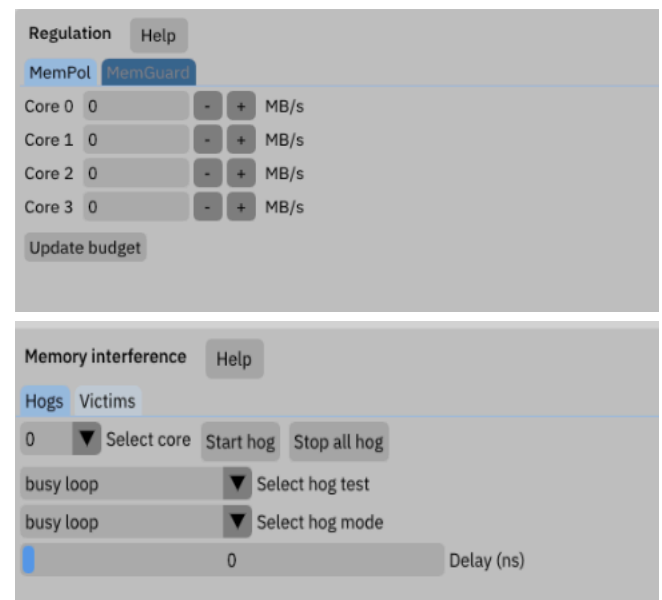 Regulation Help
MemPol MemGuard
Core 0 0 - + MB/s
Core 1 0 - + MB/s
Core 2 0 - + MB/s
Core 3 0 - + MB/s
Update budget
Memory interference Help
Hogs Victims
0 ▼ Select core Start hog Stop all hog
busy loop ▼ Select hog test
busy loop ▼ Select hog mode
0 Delay (ns)